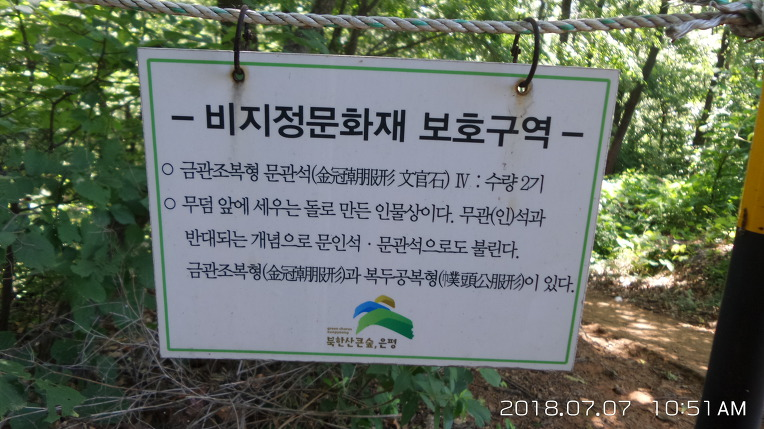 – 비지정문화재 보호구역 –
○ 금관조복형 문관석(金冠朝服形 文官石) Ⅳ : 수량 2기
○ 무덤 앞에 세우는 돌로 만든 인물상이다. 무관(인)석과
반대되는 개념으로 문인석 · 문관석으로도 불린다.
금관조복형(金冠朝服形)과 복두공복형(幞頭公服形)이 있다.
북한산큰숲, 은평
2018.07.07 10:51AM